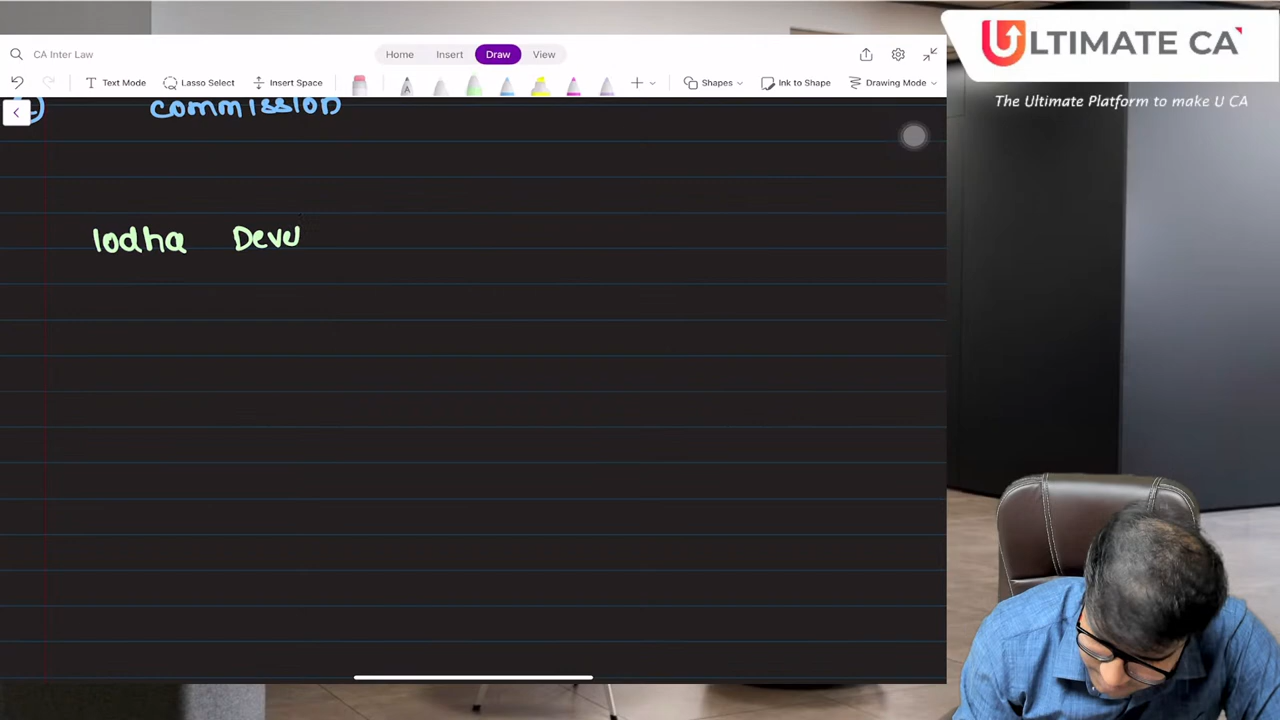 ULTIMATE CA
The Ultimate Platform to make U CA
CA Inter Law
Home Insert Draw View
Text Mode Lasso Select Insert Space Shapes Ink to Shape Drawing Mode
commission
lodha Deve